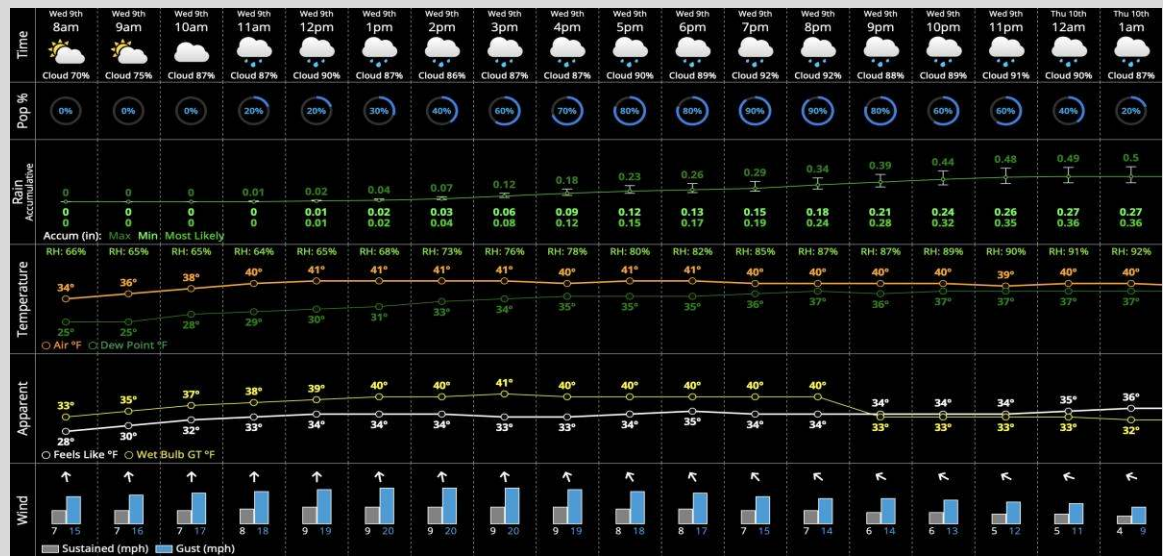 Time
Wed 9th Wed 9th Wed 9th Wed 9th Wed 9th Wed 9th Wed 9th Wed 9th Wed 9th Wed 9th Wed 9th Wed 9th Wed 9th Wed 9th Wed 9th Wed 9th Thu 10th Thu 10th
8am 9am 10am 11am 12pm 1pm 2pm 3pm 4pm 5pm 6pm 7pm 8pm 9pm 10pm 11pm 12am 1am
Cloud 70% Cloud 75% Cloud 87% Cloud 87% Cloud 90% Cloud 87% Cloud 86% Cloud 87% Cloud 87% Cloud 90% Cloud 89% Cloud 92% Cloud 92% Cloud 88% Cloud 89% Cloud 91% Cloud 90% Cloud 87%
Pop %
0% 0% 0% 20% 20% 30% 40% 60% 70% 80% 80% 90% 90% 80% 60% 60% 40% 20%
Rain
Accumulative
0 0 0 0.01 0.02 0.04 0.07 0.12 0.18 0.23 0.26 0.29 0.34 0.39 0.44 0.48 0.49 0.5
0 0 0 0 0.01 0.02 0.03 0.06 0.09 0.12 0.13 0.15 0.18 0.21 0.24 0.26 0.27 0.27
0 0 0 0 0.01 0.02 0.04 0.08 0.12 0.15 0.17 0.19 0.24 0.28 0.32 0.35 0.36 0.36
Accum (in): Max Min Most Likely
Temperature
RH: 66% RH: 65% RH: 65% RH: 64% RH: 65% RH: 68% RH: 73% RH: 76% RH: 78% RH: 80% RH: 82% RH: 85% RH: 87% RH: 87% RH: 89% RH: 90% RH: 91% RH: 92%
34° 36° 38° 40° 41° 41° 41° 41° 40° 41° 41° 40° 40° 40° 40° 39° 40° 40°
25° 25° 28° 29° 30° 31° 33° 34° 35° 35° 35° 36° 37° 36° 37° 37° 37° 37°
Air °F Dew Point °F
Apparent
33° 35° 37° 38° 39° 40° 40° 41° 40° 40° 40° 40° 40° 34° 34° 34° 35° 36°
28° 30° 32° 33° 34° 34° 34° 33° 33° 34° 35° 34° 34° 33° 33° 33° 33° 32°
Feels Like °F Wet Bulb GT °F
Wind
7 15 7 16 7 17 8 18 9 19 9 20 9 20 9 20 9 19 8 18 8 17 7 15 7 14 6 14 6 13 5 12 5 11 4 9
Sustained (mph) Gust (mph)